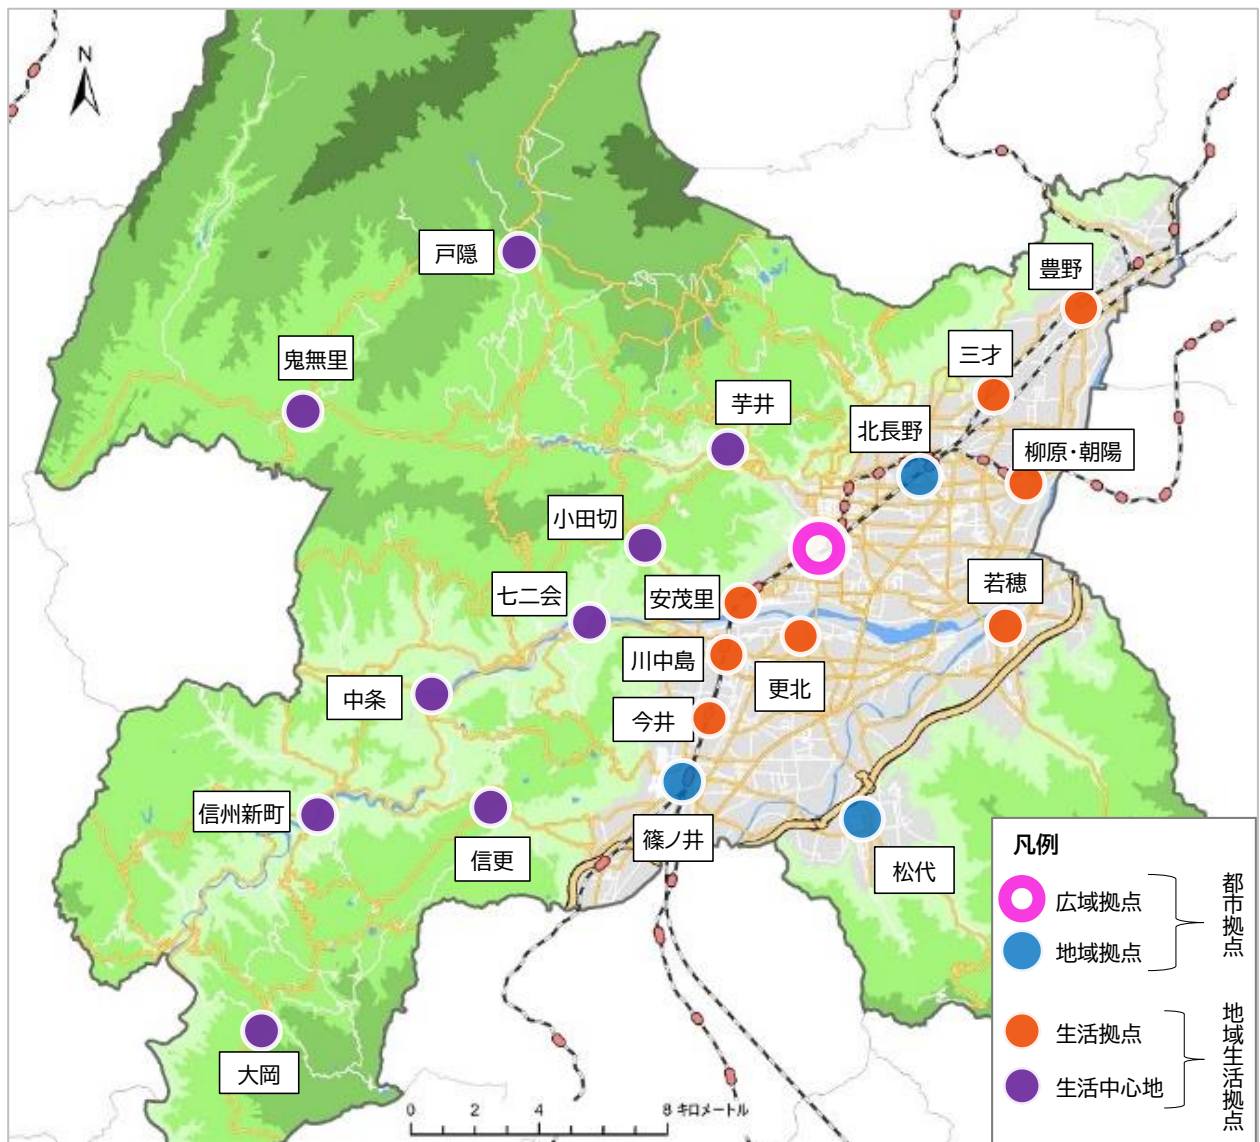 N
戸隠
豊野
鬼無里
三才
芋井
北長野
柳原・朝陽
小田切
七二会
安茂里
若穂
川中島
更北
中条
今井
信州新町
信更
篠ノ井
松代
大岡
凡例
広域拠点
地域拠点
都市拠点
生活拠点
生活中心地
地域生活拠点
0 2 4 8 キロメートル